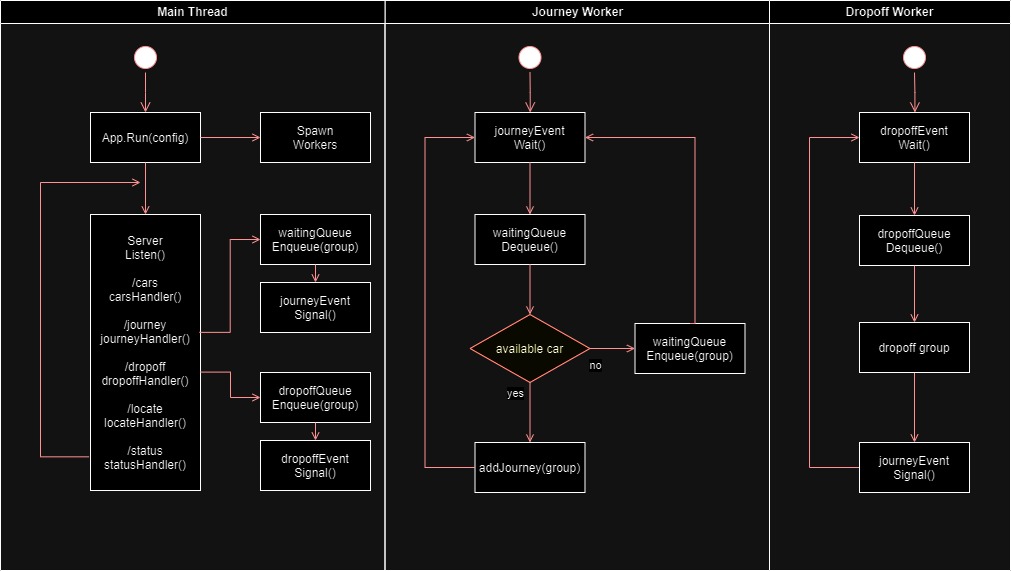 Main Thread
App.Run(config)
Spawn
Workers
Server
Listen()
/cars
carsHandler()
/journey
journeyHandler()
/dropoff
dropoffHandler()
/locate
locateHandler()
/status
statusHandler()
waitingQueue
Enqueue(group)
journeyEvent
Signal()
dropoffQueue
Enqueue(group)
dropoffEvent
Signal()
Journey Worker
journeyEvent
Wait()
waitingQueue
Dequeue()
available car
no
waitingQueue
Enqueue(group)
yes
addJourney(group)
Dropoff Worker
dropoffEvent
Wait()
dropoffQueue
Dequeue()
dropoff group
journeyEvent
Signal()